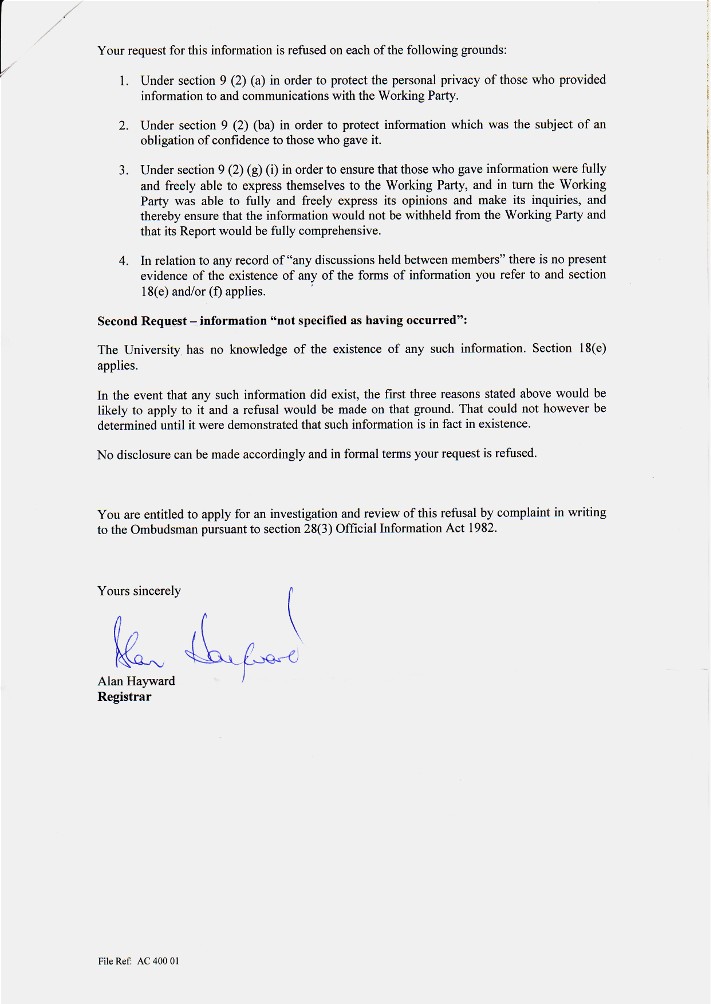 Your request for this information is refused on each of the following grounds:
1. Under section 9 (2) (a) in order to protect the personal privacy of those who provided
information to and communications with the Working Party.
2. Under section 9 (2) (ba) in order to protect information which was the subject of an
obligation of confidence to those who gave it.
3. Under section 9 (2) (g) (i) in order to ensure that those who gave information were fully
and freely able to express themselves to the Working Party, and in turn the Working
Party was able to fully and freely express its opinions and make its inquiries, and
thereby ensure that the information would not be withheld from the Working Party and
that its Report would be fully comprehensive.
4. In relation to any record of “any discussions held between members” there is no present
evidence of the existence of any of the forms of information you refer to and section
18(e) and/or (f) applies.
Second Request – information “not specified as having occurred”:
The University has no knowledge of the existence of any such information. Section 18(e)
applies.
In the event that any such information did exist, the first three reasons stated above would be
likely to apply to it and a refusal would be made on that ground. That could not however be
determined until it were demonstrated that such information is in fact in existence.
No disclosure can be made accordingly and in formal terms your request is refused.
You are entitled to apply for an investigation and review of this refusal by complaint in writing
to the Ombudsman pursuant to section 28(3) Official Information Act 1982.
Yours sincerely
Alan Hayward
Alan Hayward
Registrar
File Ref: AC 400 01